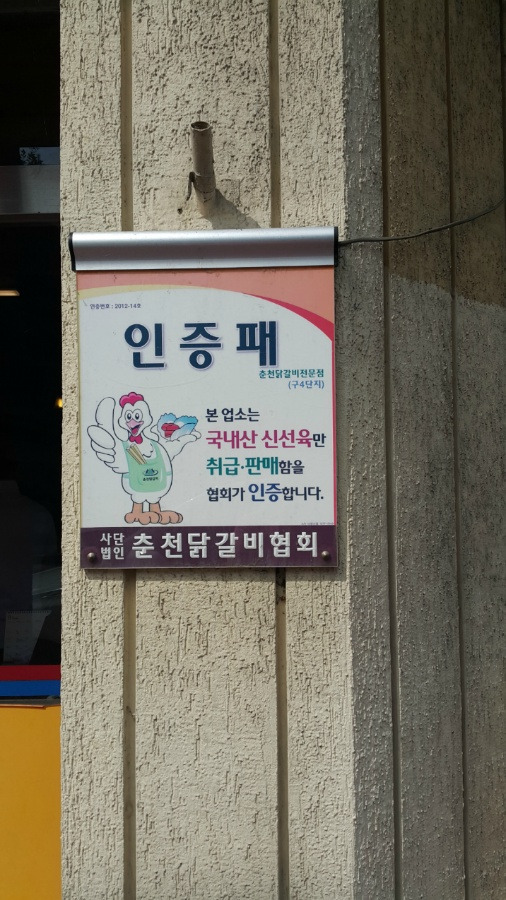 인증번호 : 2012-14호
인증패
춘천닭갈비전문점
(구4단지)
본 업소는
국내산 신선육만
취급·판매함을
협회가 인증합니다.
사단
법인 춘천닭갈비협회